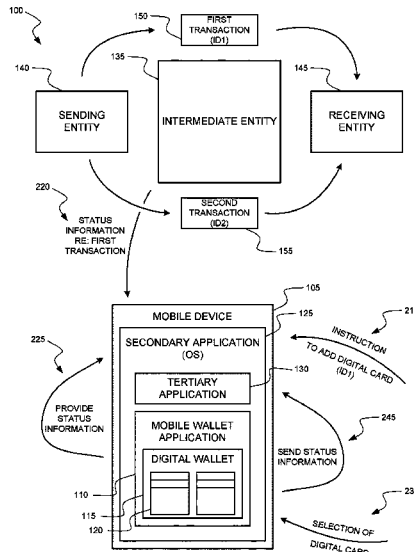 100
150
FIRST
TRANSACTION
(ID1)
135
140
145
SENDING
ENTITY
INTERMEDIATE ENTITY
RECEIVING
ENTITY
220
STATUS
INFORMATION
RE: FIRST
TRANSACTION
SECOND
TRANSACTION
(ID2)
155
105
MOBILE DEVICE
125
SECONDARY APPLICATION
(OS)
130
TERTIARY
APPLICATION
21
INSTRUCTION
TO ADD DIGITAL CARD
(ID1)
225
PROVIDE
STATUS
INFORMATION
MOBILE WALLET
APPLICATION
DIGITAL WALLET
245
SEND STATUS
INFORMATION
110
115
120
23
SELECTION OF
DIGITAL CARD